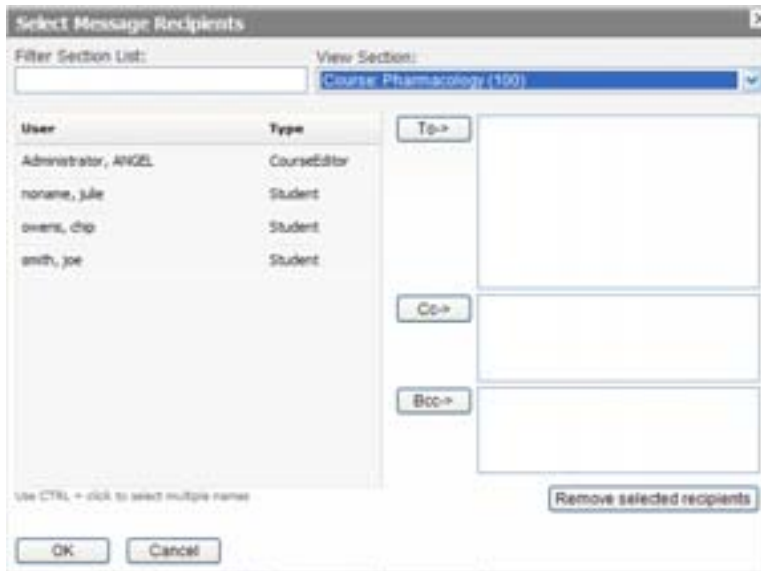 Select Message Recipients
Filter Section List:
View Section:
Course: Pharmacology (100)
User Type
Administrator, ANGEL CourseEditor
noname, julie Student
owens, chip Student
smith, joe Student
To->
Cc->
Bcc->
Use CTRL + click to select multiple names
Remove selected recipients
OK Cancel